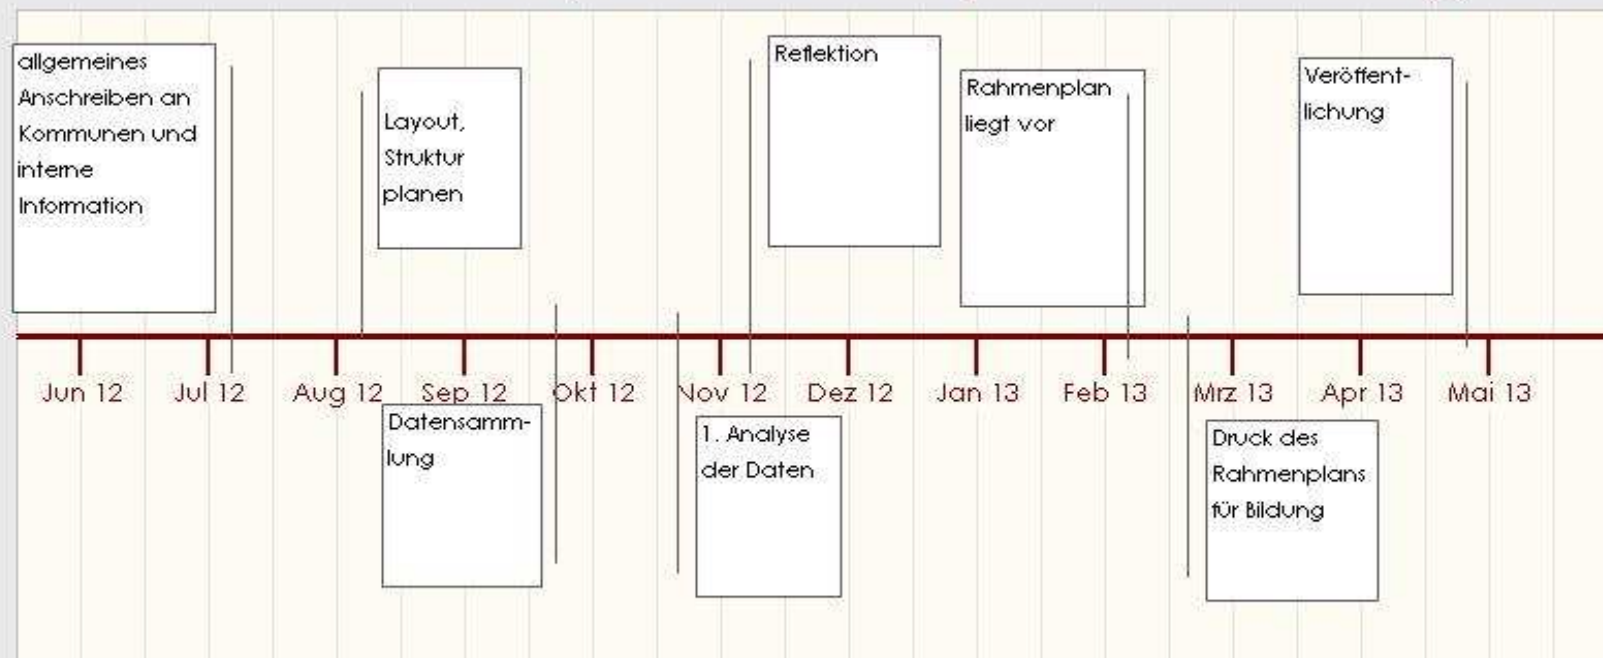 allgemeines
Anschreiben an
Kommunen und
interne
Information
Layout,
Struktur
planen
Reflektion
Rahmenplan
liegt vor
Veröffent-
lichung
Jun 12 Jul 12 Aug 12 Sep 12 Okt 12 Nov 12 Dez 12 Jan 13 Feb 13 Mrz 13 Apr 13 Mai 13
Datensamm-
lung
1. Analyse
der Daten
Druck des
Rahmenplans
für Bildung